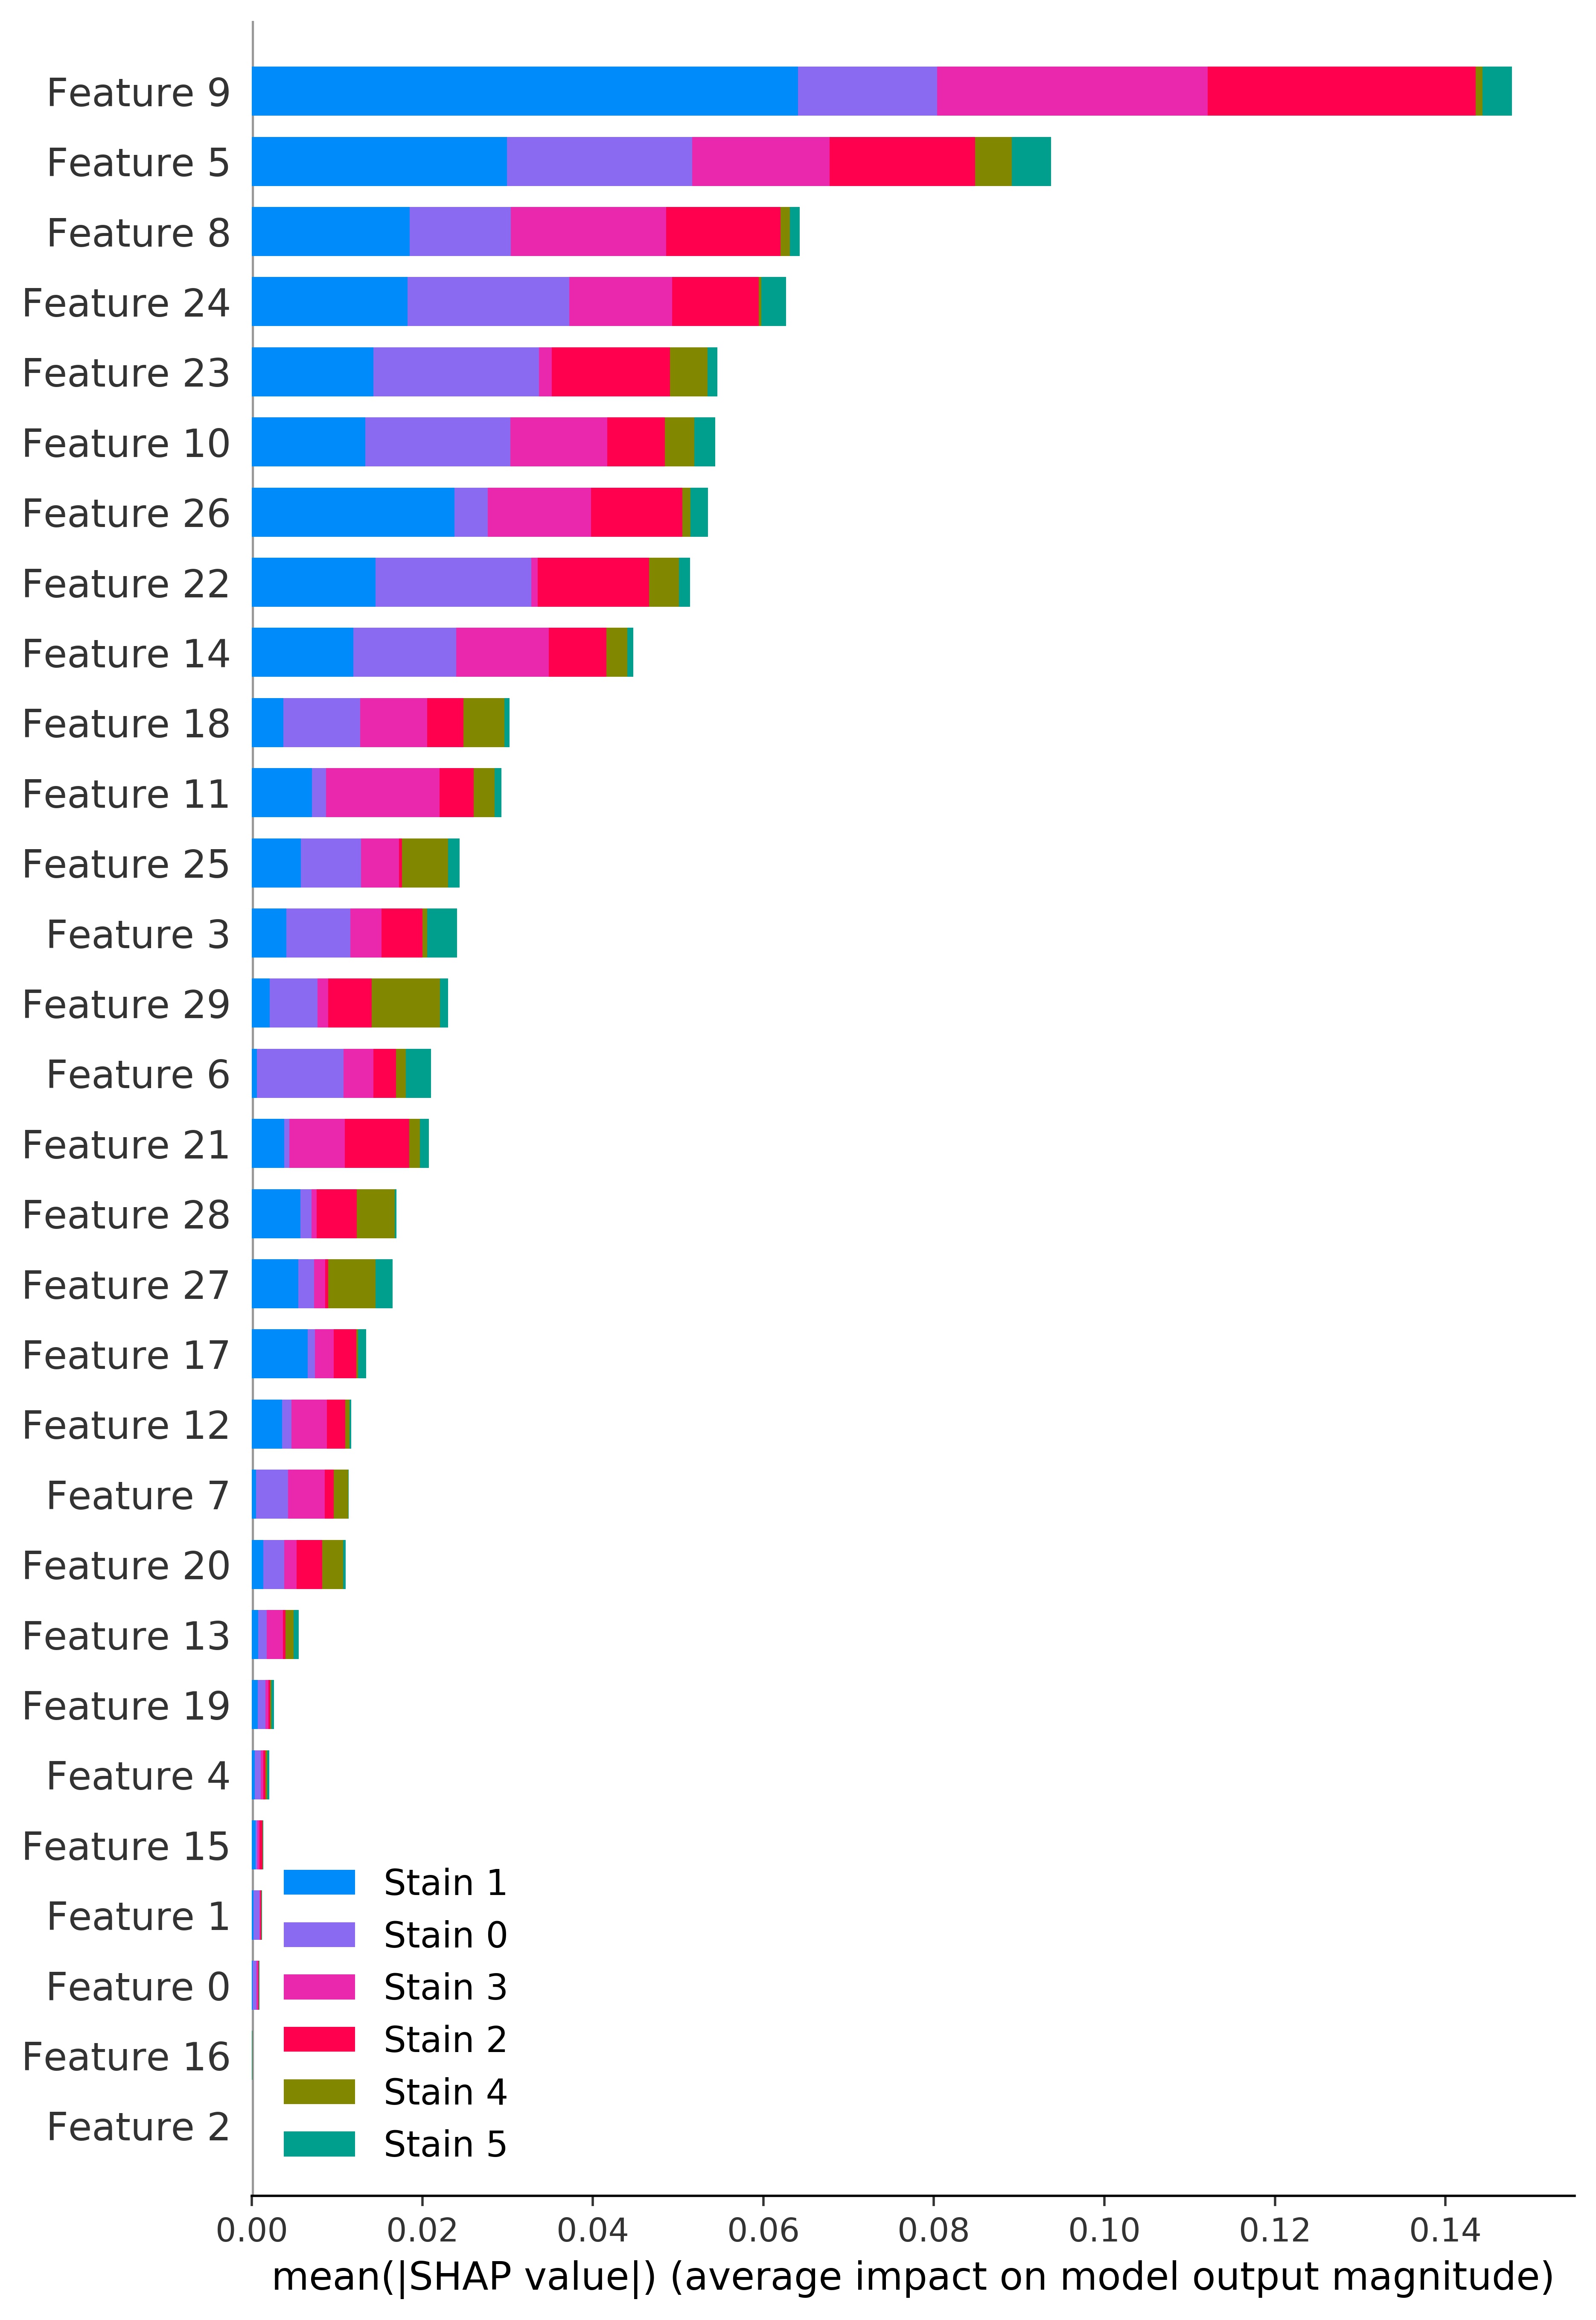 Feature 9
Feature 5
Feature 8
Feature 24
Feature 23
Feature 10
Feature 26
Feature 22
Feature 14
Feature 18
Feature 11
Feature 25
Feature 3
Feature 29
Feature 6
Feature 21
Feature 28
Feature 27
Feature 17
Feature 12
Feature 7
Feature 20
Feature 13
Feature 19
Feature 4
Feature 15
Feature 1
Feature 0
Feature 16
Feature 2
Stain 1
Stain 0
Stain 3
Stain 2
Stain 4
Stain 5
0.00 0.02 0.04 0.06 0.08 0.10 0.12 0.14
mean(|SHAP value|) (average impact on model output magnitude)